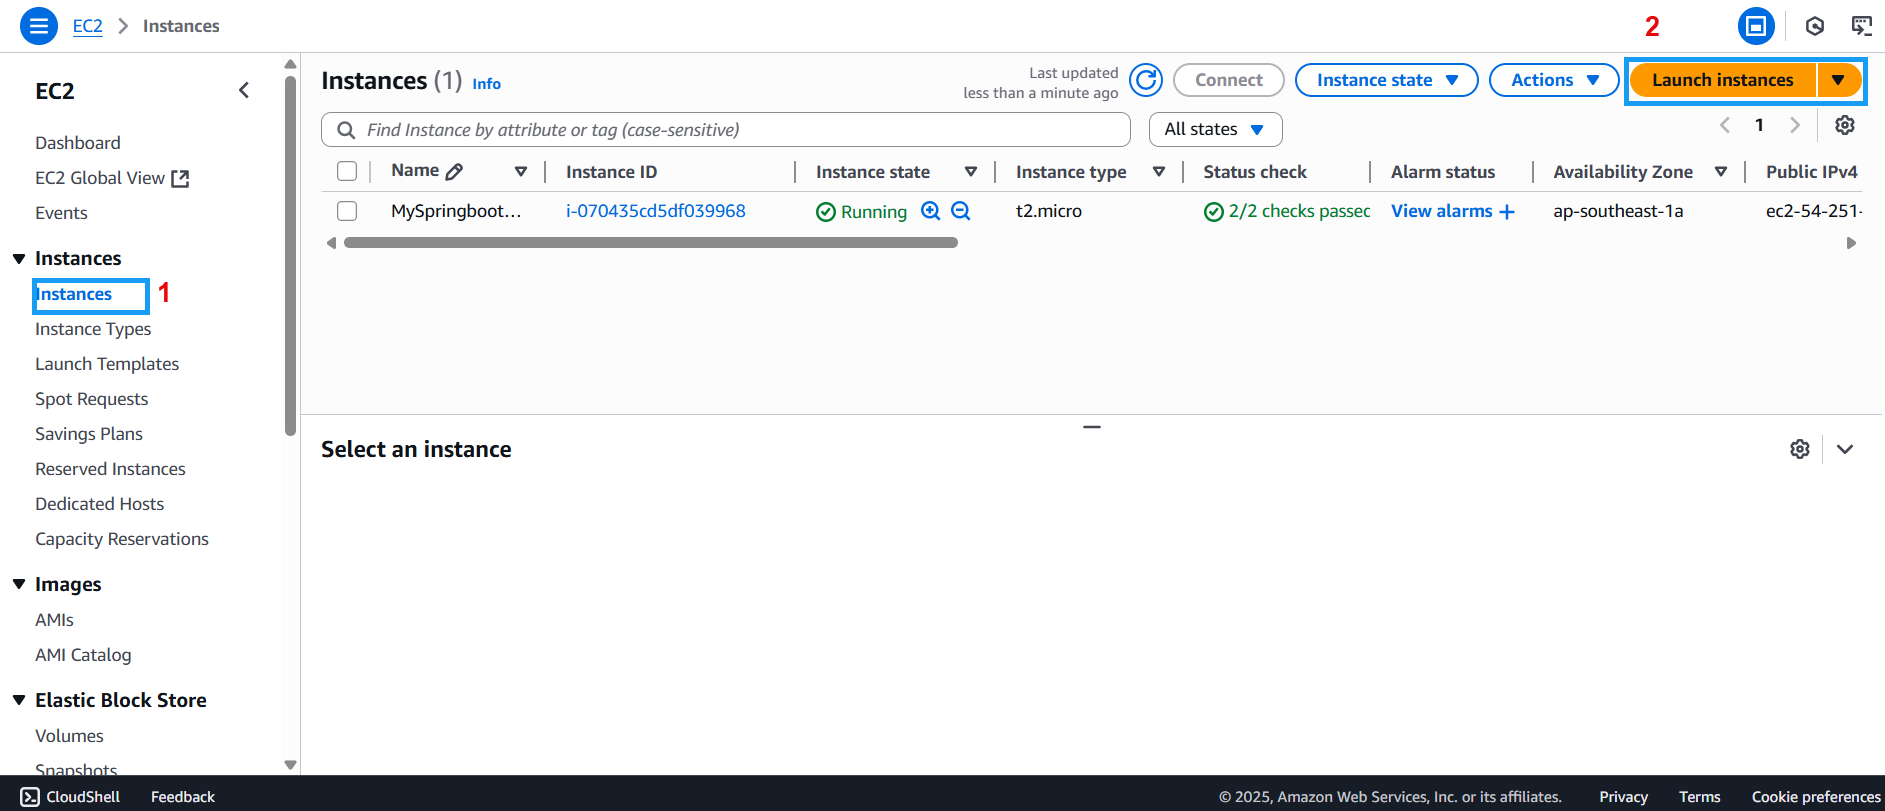 EC2 Instances
2
EC2
Dashboard
EC2 Global View
Events
Instances
Instances 1
Instance Types
Launch Templates
Spot Requests
Savings Plans
Reserved Instances
Dedicated Hosts
Capacity Reservations
Images
AMIs
AMI Catalog
Elastic Block Store
Volumes
Snapshots
Instances (1) Info
Last updated
less than a minute ago
Connect Instance state Actions Launch instances
Find Instance by attribute or tag (case-sensitive) All states 1
Name Instance ID Instance state Instance type Status check Alarm status Availability Zone Public IPv4
MySpringboot... i-070435cd5df039968 Running t2.micro 2/2 checks passed View alarms + ap-southeast-1a ec2-54-251-
Select an instance
CloudShell Feedback © 2025, Amazon Web Services, Inc. or its affiliates. Privacy Terms Cookie preferences